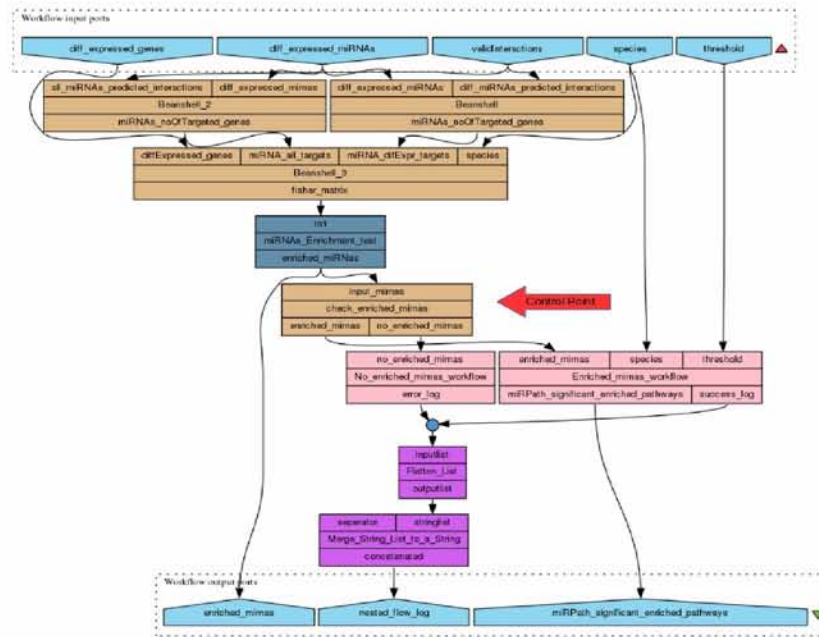 Workflow input ports
diff_expressed_genes diff_expressed_miRNAs validInteractions species threshold
all_miRNAs_predicted_interactions diff_expressed_mirnas diff_expressed_miRNAs diff_miRNAs_predicted_interactions
Beanshell_2 Beanshell
miRNAs_noOfTargeted_genes miRNAs_noOfTargeted_genes
diffExpressed_genes miRNA_all_targets miRNA_difExpr_targets species
Beanshell_3
fisher_matrix
miRNAs_Enrichment_test
enriched_miRNas
input_mirnas
check_enriched_mirnas
Control Point
enriched_mirnas no_enriched_mirnas
no_enriched_mirnas enriched_mirnas species threshold
No_enriched_mirnas_workflow Enriched_mirnas_workflow
error_log miRPath_significant_enriched_pathways success_log
inputlist
Flatten_List
outputlist
separator stringlist
Merge_String_List_to_a_String
concatenated
Workflow output ports
enriched_mirnas nested_flow_log miRPath_significant_enriched_pathways